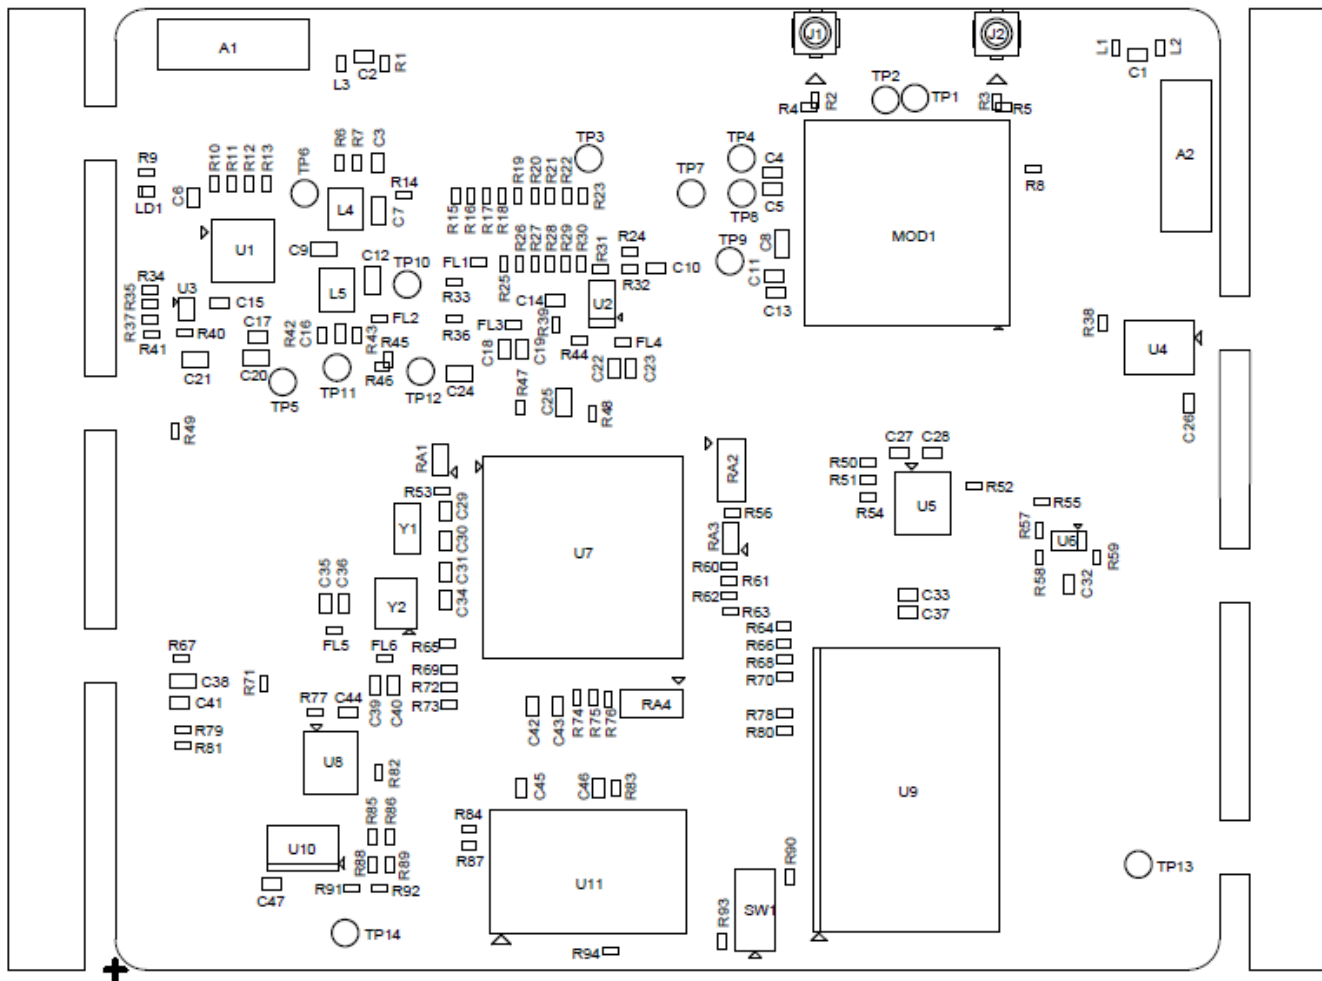 A1
L3
C2
R1
J1
J2
L1
C1
L2
TP2
TP1
R4
R2
R3
R5
A2
R9
LD1
C6
R10
R11
R12
R13
TP6
R6
R7
C3
R14
L4
C7
TP3
TP4
TP7
TP8
C4
C5
R8
R15
R16
R17
R18
R19
R20
R21
R22
R23
MOD1
U1
C9
C12
TP10
FL1
R33
R25
R26
R27
R28
R29
R30
R31
R24
R32
C10
TP9
C8
C11
C13
R34
R35
R37
R41
U3
R40
C15
C17
C21
C20
L5
R42
C16
R43
FL2
R45
R46
R36
C14
U2
FL3
R39
R44
FL4
C18
C19
C22
C23
R38
U4
C26
TP5
TP11
TP12
C24
R47
C25
R48
R49
RA1
R53
RA2
R56
RA3
C27
C28
R50
R51
R54
U5
R52
R55
R57
U6
R58
R59
C32
Y1
C29
C30
C31
C34
U7
R60
R61
R62
R63
C33
C37
C35
C36
Y2
FL5
FL6
R65
R64
R66
R68
R70
R67
C38
C41
R71
R69
R72
R73
C39
C40
R77
C44
C42
C43
R74
R75
R76
RA4
R78
R80
R79
R81
U8
R82
C45
C46
R83
U9
R84
R87
R85
R86
U10
R88
R89
C47
R91
R92
U11
R90
SW1
R93
TP13
TP14
R94